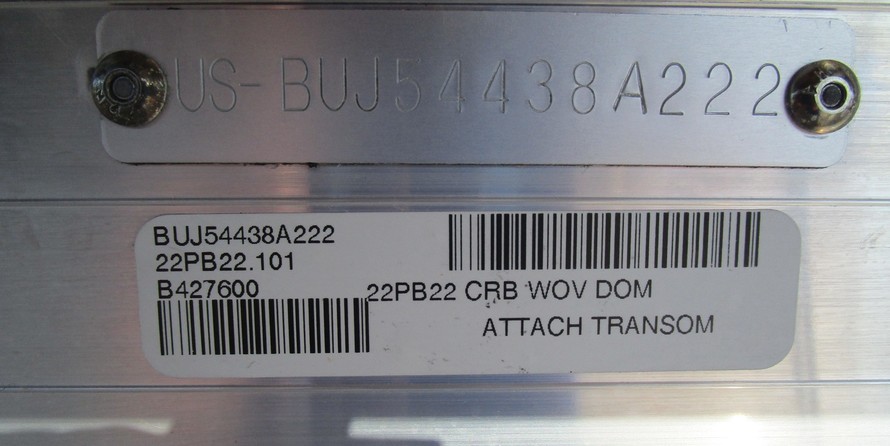 US-BUJ54438A222
BUJ54438A222
22PB22.101
B427600
22PB22 CRB WOV DOM
ATTACH TRANSOM